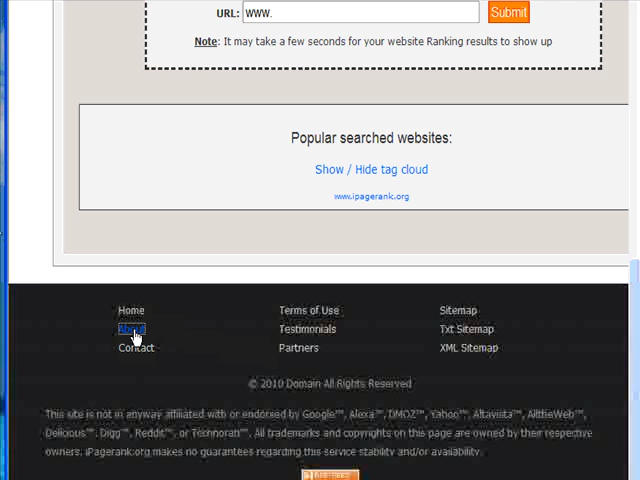 URL: www. Submit
Note: It may take a few seconds for your website Ranking results to show up
Popular searched websites:
Show / Hide tag cloud
www.ipagerank.org
Home Terms of Use Sitemap
About Testimonials Txt Sitemap
Contact Partners XML Sitemap
© 2010 Domain All Rights Reserved
This site is not in anyway affiliated with or endorsed by Google™, Alexa™, DMOZ™, Yahoo™, Altavista™, AlltheWeb™,
Delicious™, Digg™, Reddit™, or Technorati™. All trademarks and copyrights on this page are owned by their respective
owners. iPagerank.org makes no guarantees regarding this service stability and/or availability.